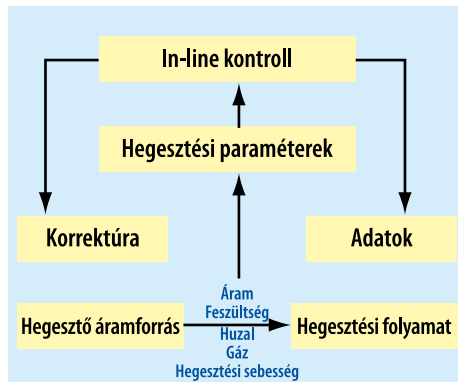 In-line kontroll
Hegesztési paraméterek
Korrektúra
Adatok
Áram
Feszültség
Hegesztő áramforrás
Hegesztési folyamat
Huzal
Gáz
Hegesztési sebesség